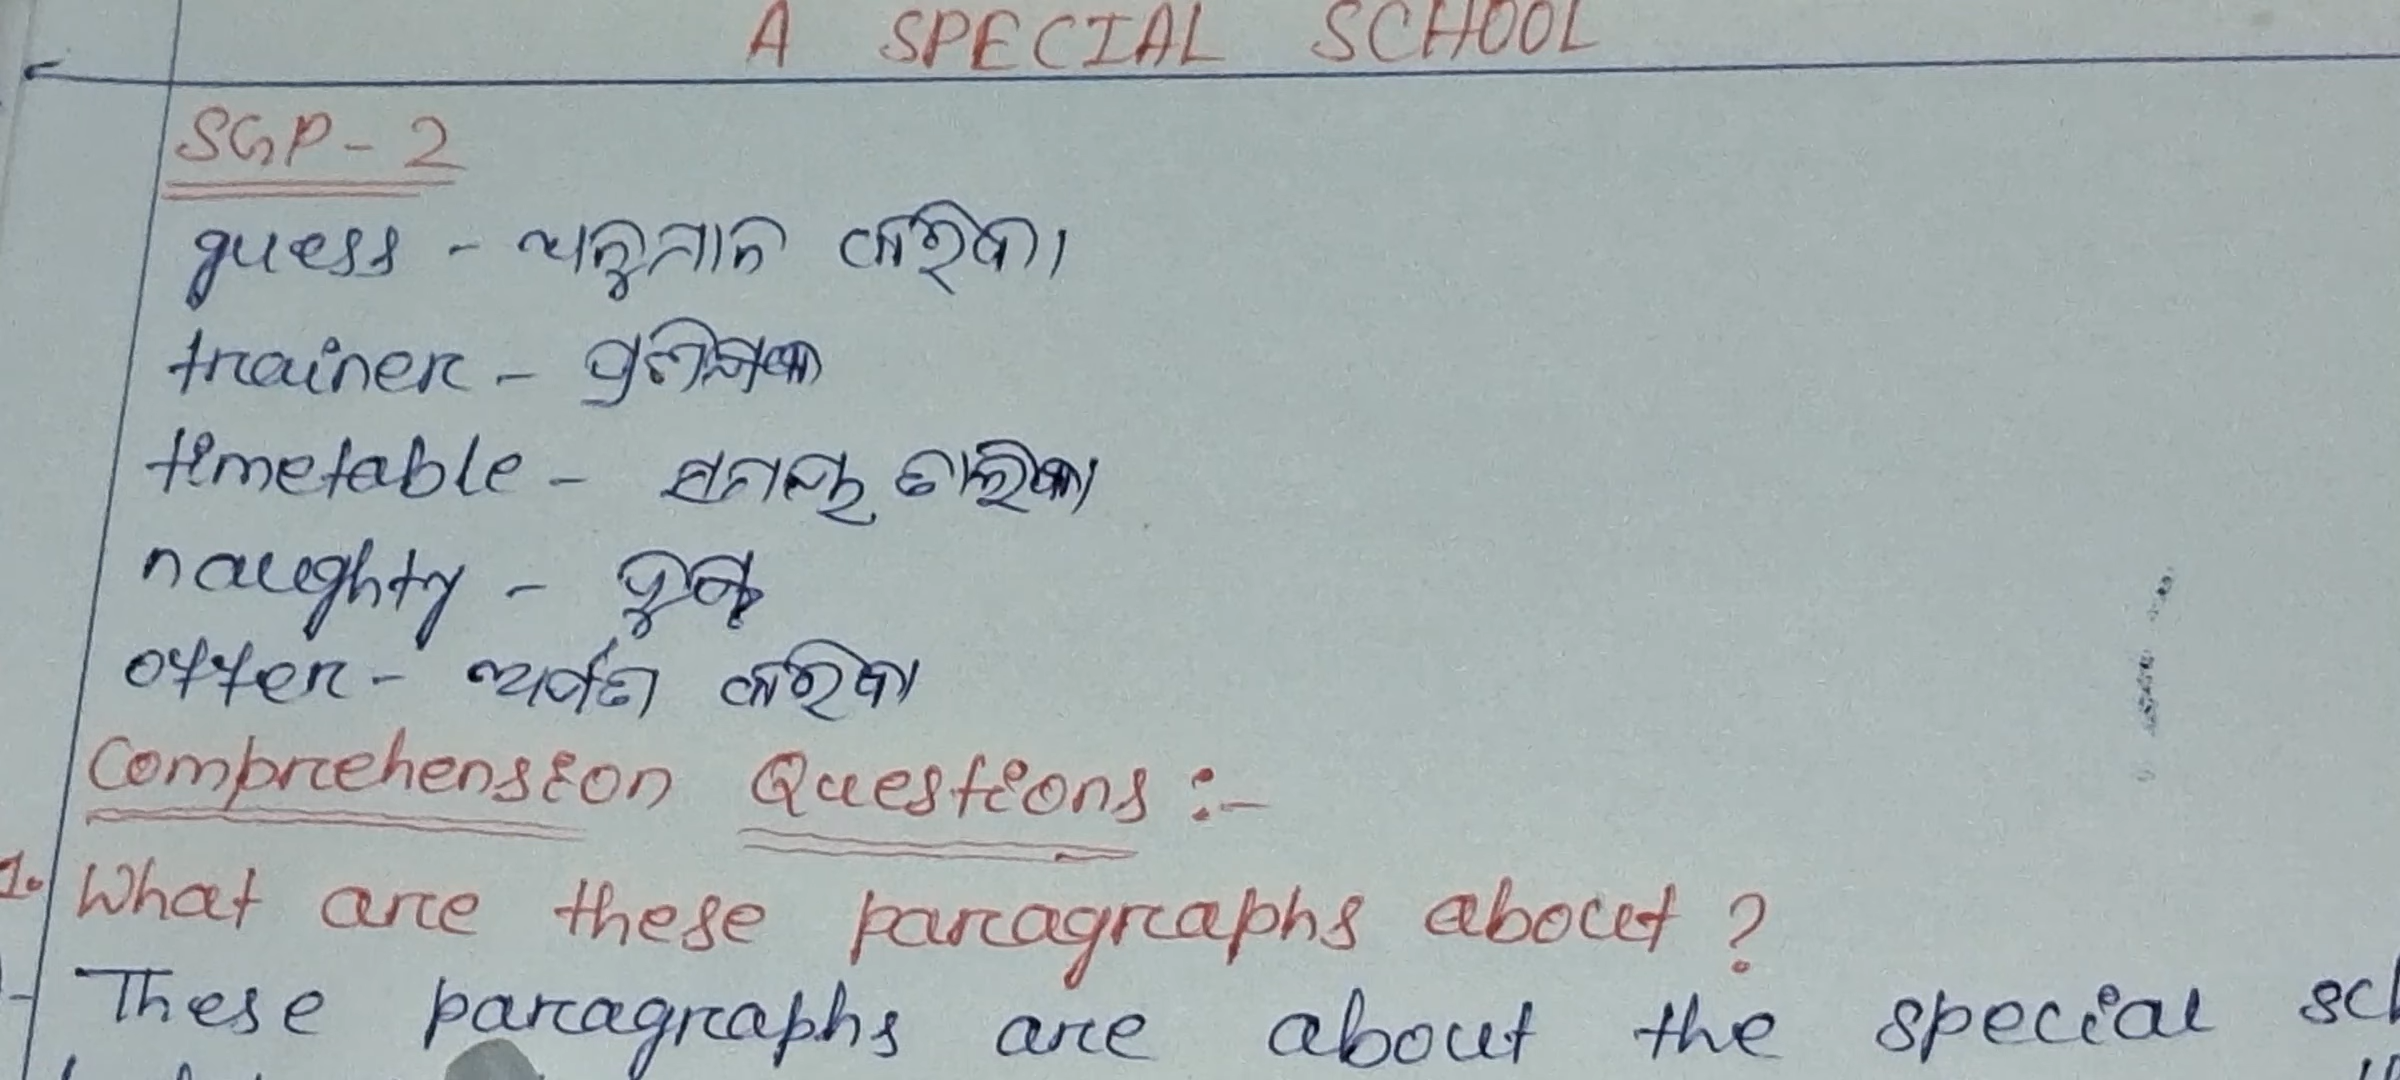 A SPECIAL SCHOOL
SGP-2
guess - ଅନୁମାନ କରିବା
trainer - ପ୍ରଶିକ୍ଷକ
timetable - ସମୟ ତାଲିକା
naughty - ଦୁଷ୍ଟ
offer - ଅର୍ପଣ କରିବା
Comprehension Questions :-
1. What are these paragraphs about ?
- These paragraphs are about the special